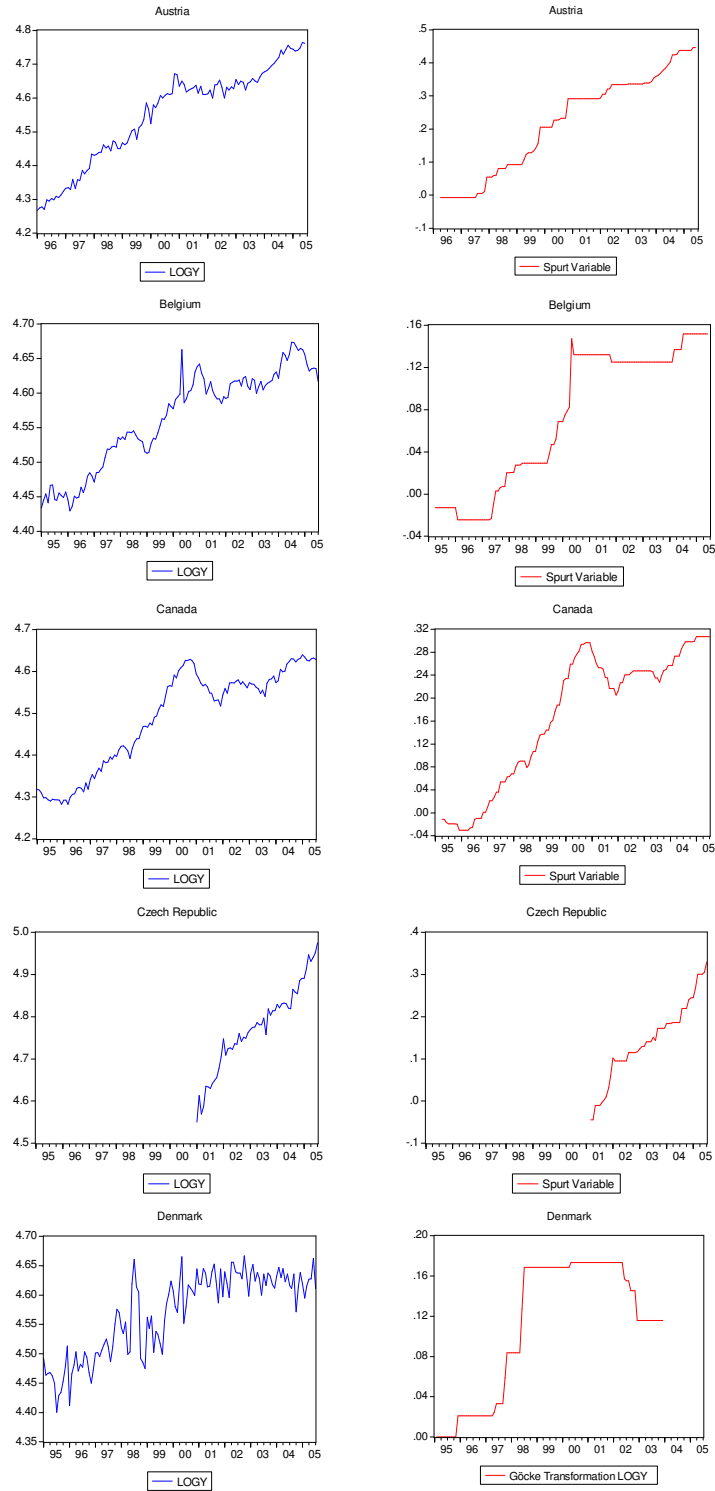 Austria
4.8
4.7
4.6
4.5
4.4
4.3
4.2
96 97 98 99 00 01 02 03 04 05
LOGY
Austria
.5
.4
.3
.2
.1
.0
-.1
96 97 98 99 00 01 02 03 04 05
Spurt Variable
Belgium
4.70
4.65
4.60
4.55
4.50
4.45
4.40
95 96 97 98 99 00 01 02 03 04 05
LOGY
Belgium
.16
.12
.08
.04
.00
-.04
95 96 97 98 99 00 01 02 03 04 05
Spurt Variable
Canada
4.7
4.6
4.5
4.4
4.3
4.2
95 96 97 98 99 00 01 02 03 04 05
LOGY
Canada
.32
.28
.24
.20
.16
.12
.08
.04
.00
-.04
95 96 97 98 99 00 01 02 03 04 05
Spurt Variable
Czech Republic
5.0
4.9
4.8
4.7
4.6
4.5
95 96 97 98 99 00 01 02 03 04 05
LOGY
Czech Republic
.4
.3
.2
.1
.0
-.1
95 96 97 98 99 00 01 02 03 04 05
Spurt Variable
Denmark
4.70
4.65
4.60
4.55
4.50
4.45
4.40
4.35
95 96 97 98 99 00 01 02 03 04 05
LOGY
Denmark
.20
.16
.12
.08
.04
.00
95 96 97 98 99 00 01 02 03 04 05
Göcke Transformation LOGY